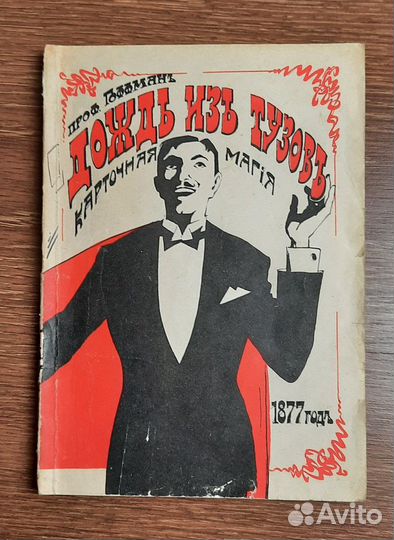 ПРОФ. ГОФФМАНЪ
ДОЖДЬ ИЗЪ ТУЗОВЪ
КАРТОЧНАЯ МАГІЯ
1877 ГОДЪ
Avito